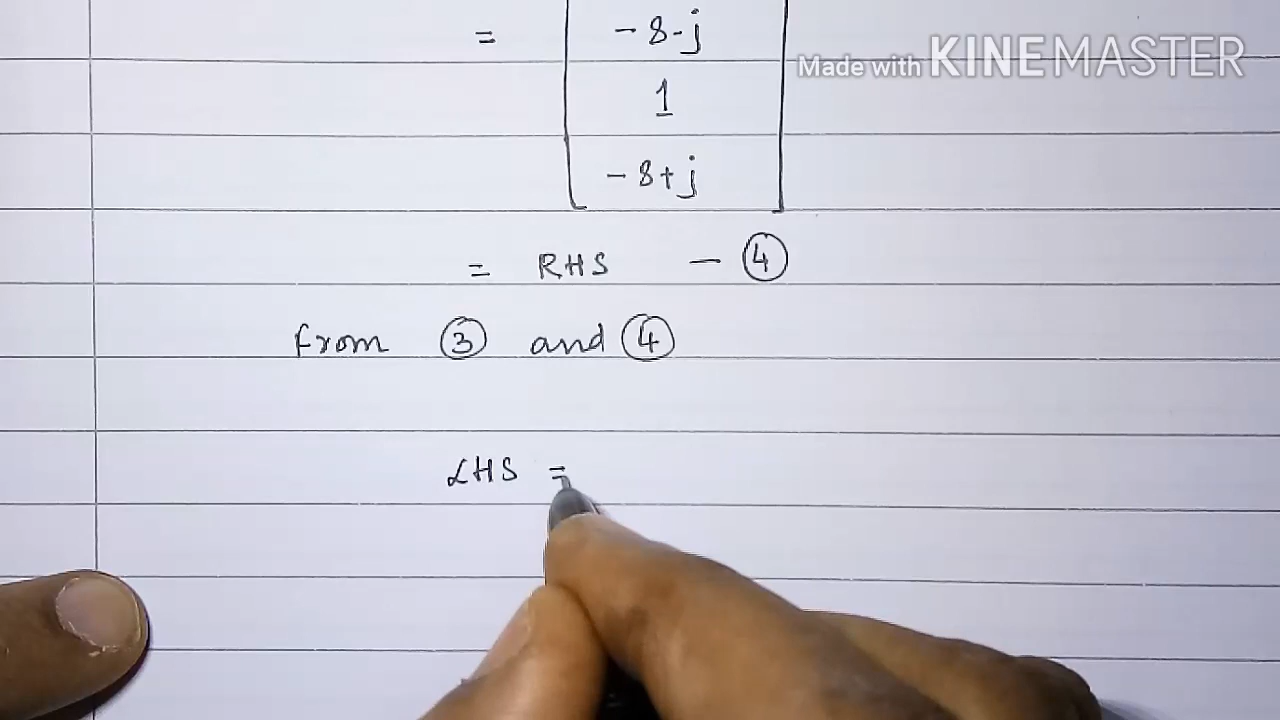 = -8-j
Made with KINEMASTER
1
-8+j
= RHS - ④
from ③ and ④
LHS =